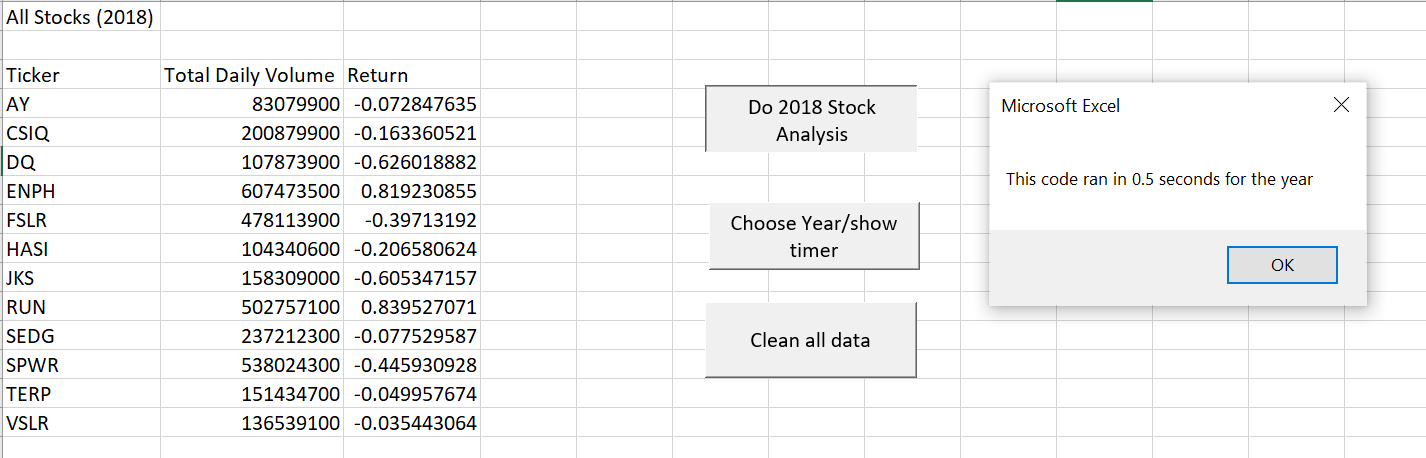 All Stocks (2018)
Ticker Total Daily Volume Return
AY 83079900 -0.072847635
CSIQ 200879900 -0.163360521
DQ 107873900 -0.626018882
ENPH 607473500 0.819230855
FSLR 478113900 -0.39713192
HASI 104340600 -0.206580624
JKS 158309000 -0.605347157
RUN 502757100 0.839527071
SEDG 237212300 -0.077529587
SPWR 538024300 -0.445930928
TERP 151434700 -0.049957674
VSLR 136539100 -0.035443064
Do 2018 Stock
Analysis
Choose Year/show
timer
Clean all data
Microsoft Excel
This code ran in 0.5 seconds for the year
OK